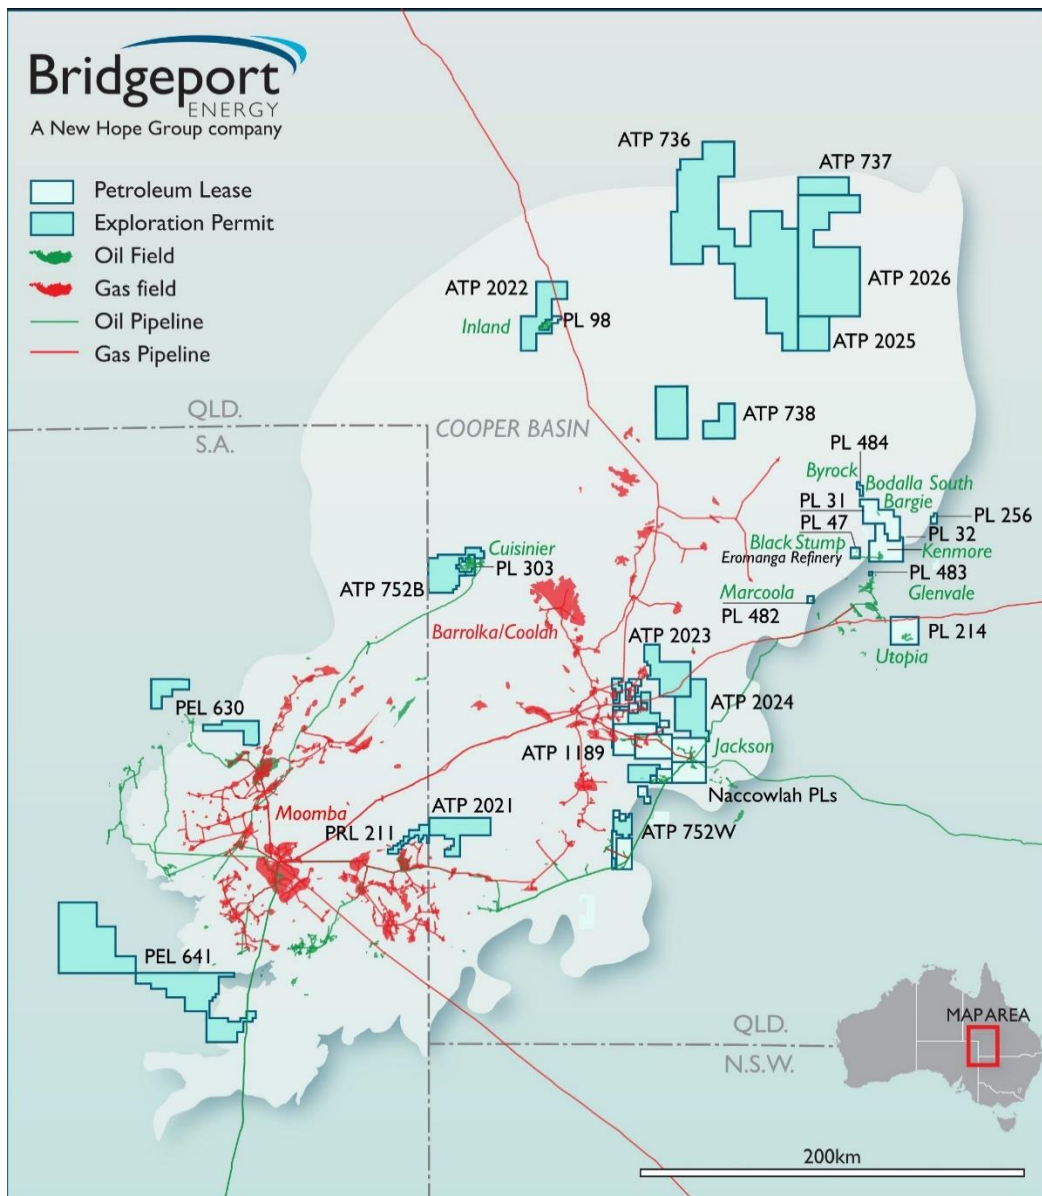 Bridgeport
ENERGY
A New Hope Group company
Petroleum Lease
Exploration Permit
Oil Field
Gas field
Oil Pipeline
Gas Pipeline
ATP 736
ATP 737
ATP 2022
ATP 2026
Inland
PL 98
ATP 2025
QLD.
S.A.
COOPER BASIN
ATP 738
PL 484
Byrock
Bodalla South
PL 31
Bargie
PL 256
PL 47
PL 32
Black Stump
Kenmore
Eromanga Refinery
Cuisinier
PL 303
ATP 752B
PL 483
Glenvale
Marcoola
PL 482
Barrolka/Coolah
ATP 2023
PL 214
Utopia
PEL 630
ATP 2024
ATP 1189
Jackson
Naccowlah PLs
Moomba
ATP 2021
PRL 211
ATP 752W
PEL 641
MAP AREA
QLD.
N.S.W.
200km